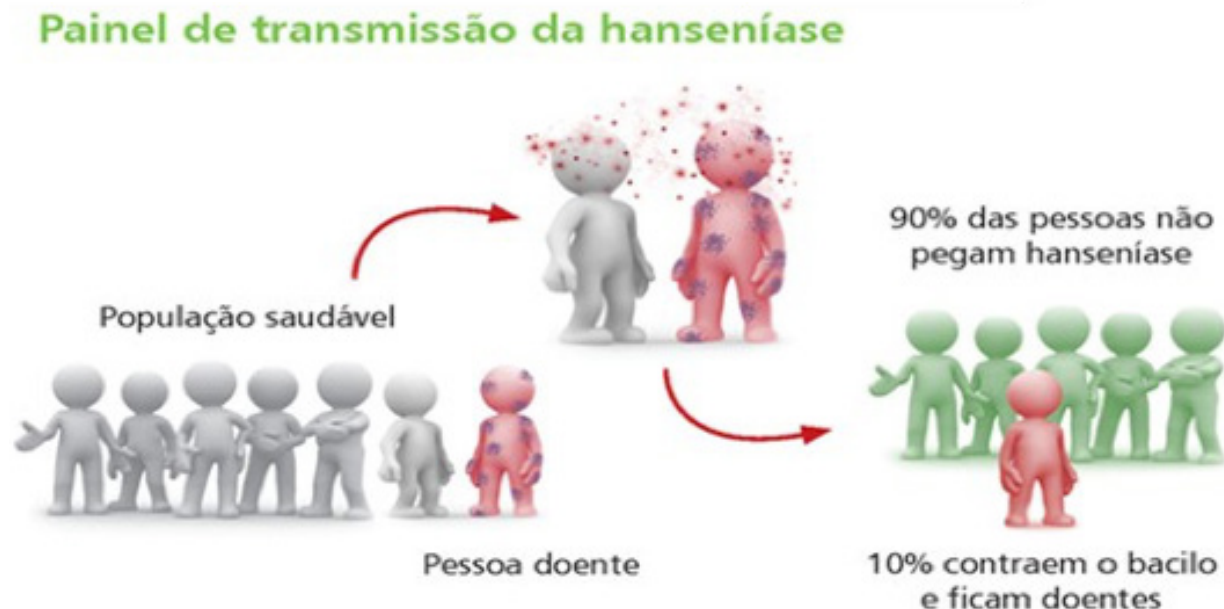 Painel de transmissão da hanseníase
População saudável
Pessoa doente
90% das pessoas não
pegam hanseníase
10% contraem o bacilo
e ficam doentes